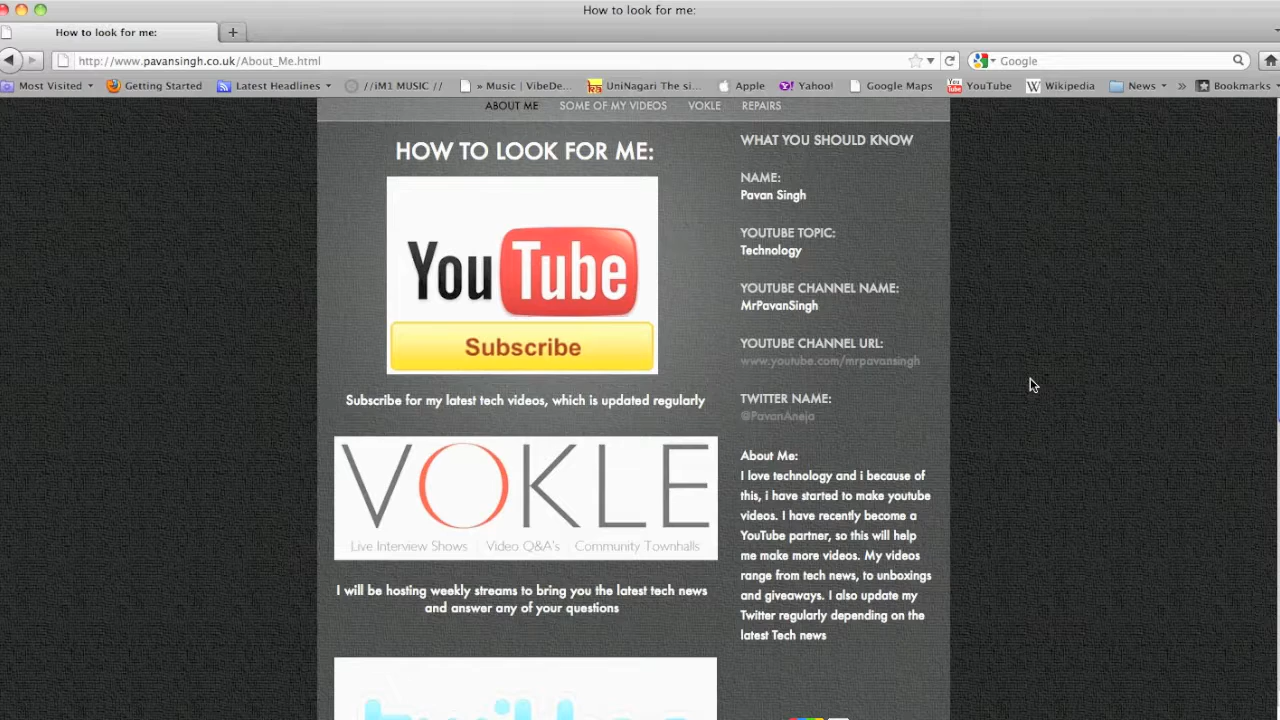 How to look for me:
How to look for me:
http://www.pavansingh.co.uk/About_Me.html
Google
Most Visited
Getting Started
Latest Headlines
//iM1 MUSIC //
» Music | VibeDe...
UniNagari The si...
Apple
Yahoo!
Google Maps
YouTube
Wikipedia
News
»
Bookmarks
ABOUT ME
SOME OF MY VIDEOS
VOKLE
REPAIRS
HOW TO LOOK FOR ME:
YouTube
Subscribe
Subscribe for my latest tech videos, which is updated regularly
VOKLE
Live Interview Shows
Video Q&A's
Community Townhalls
I will be hosting weekly streams to bring you the latest tech news
and answer any of your questions
WHAT YOU SHOULD KNOW
NAME:
Pavan Singh
YOUTUBE TOPIC:
Technology
YOUTUBE CHANNEL NAME:
MrPavanSingh
YOUTUBE CHANNEL URL:
www.youtube.com/mrpavansingh
TWITTER NAME:
@PavanAneja
About Me:
I love technology and i because of
this, i have started to make youtube
videos. I have recently become a
YouTube partner, so this will help
me make more videos. My videos
range from tech news, to unboxings
and giveaways. I also update my
Twitter regularly depending on the
latest Tech news